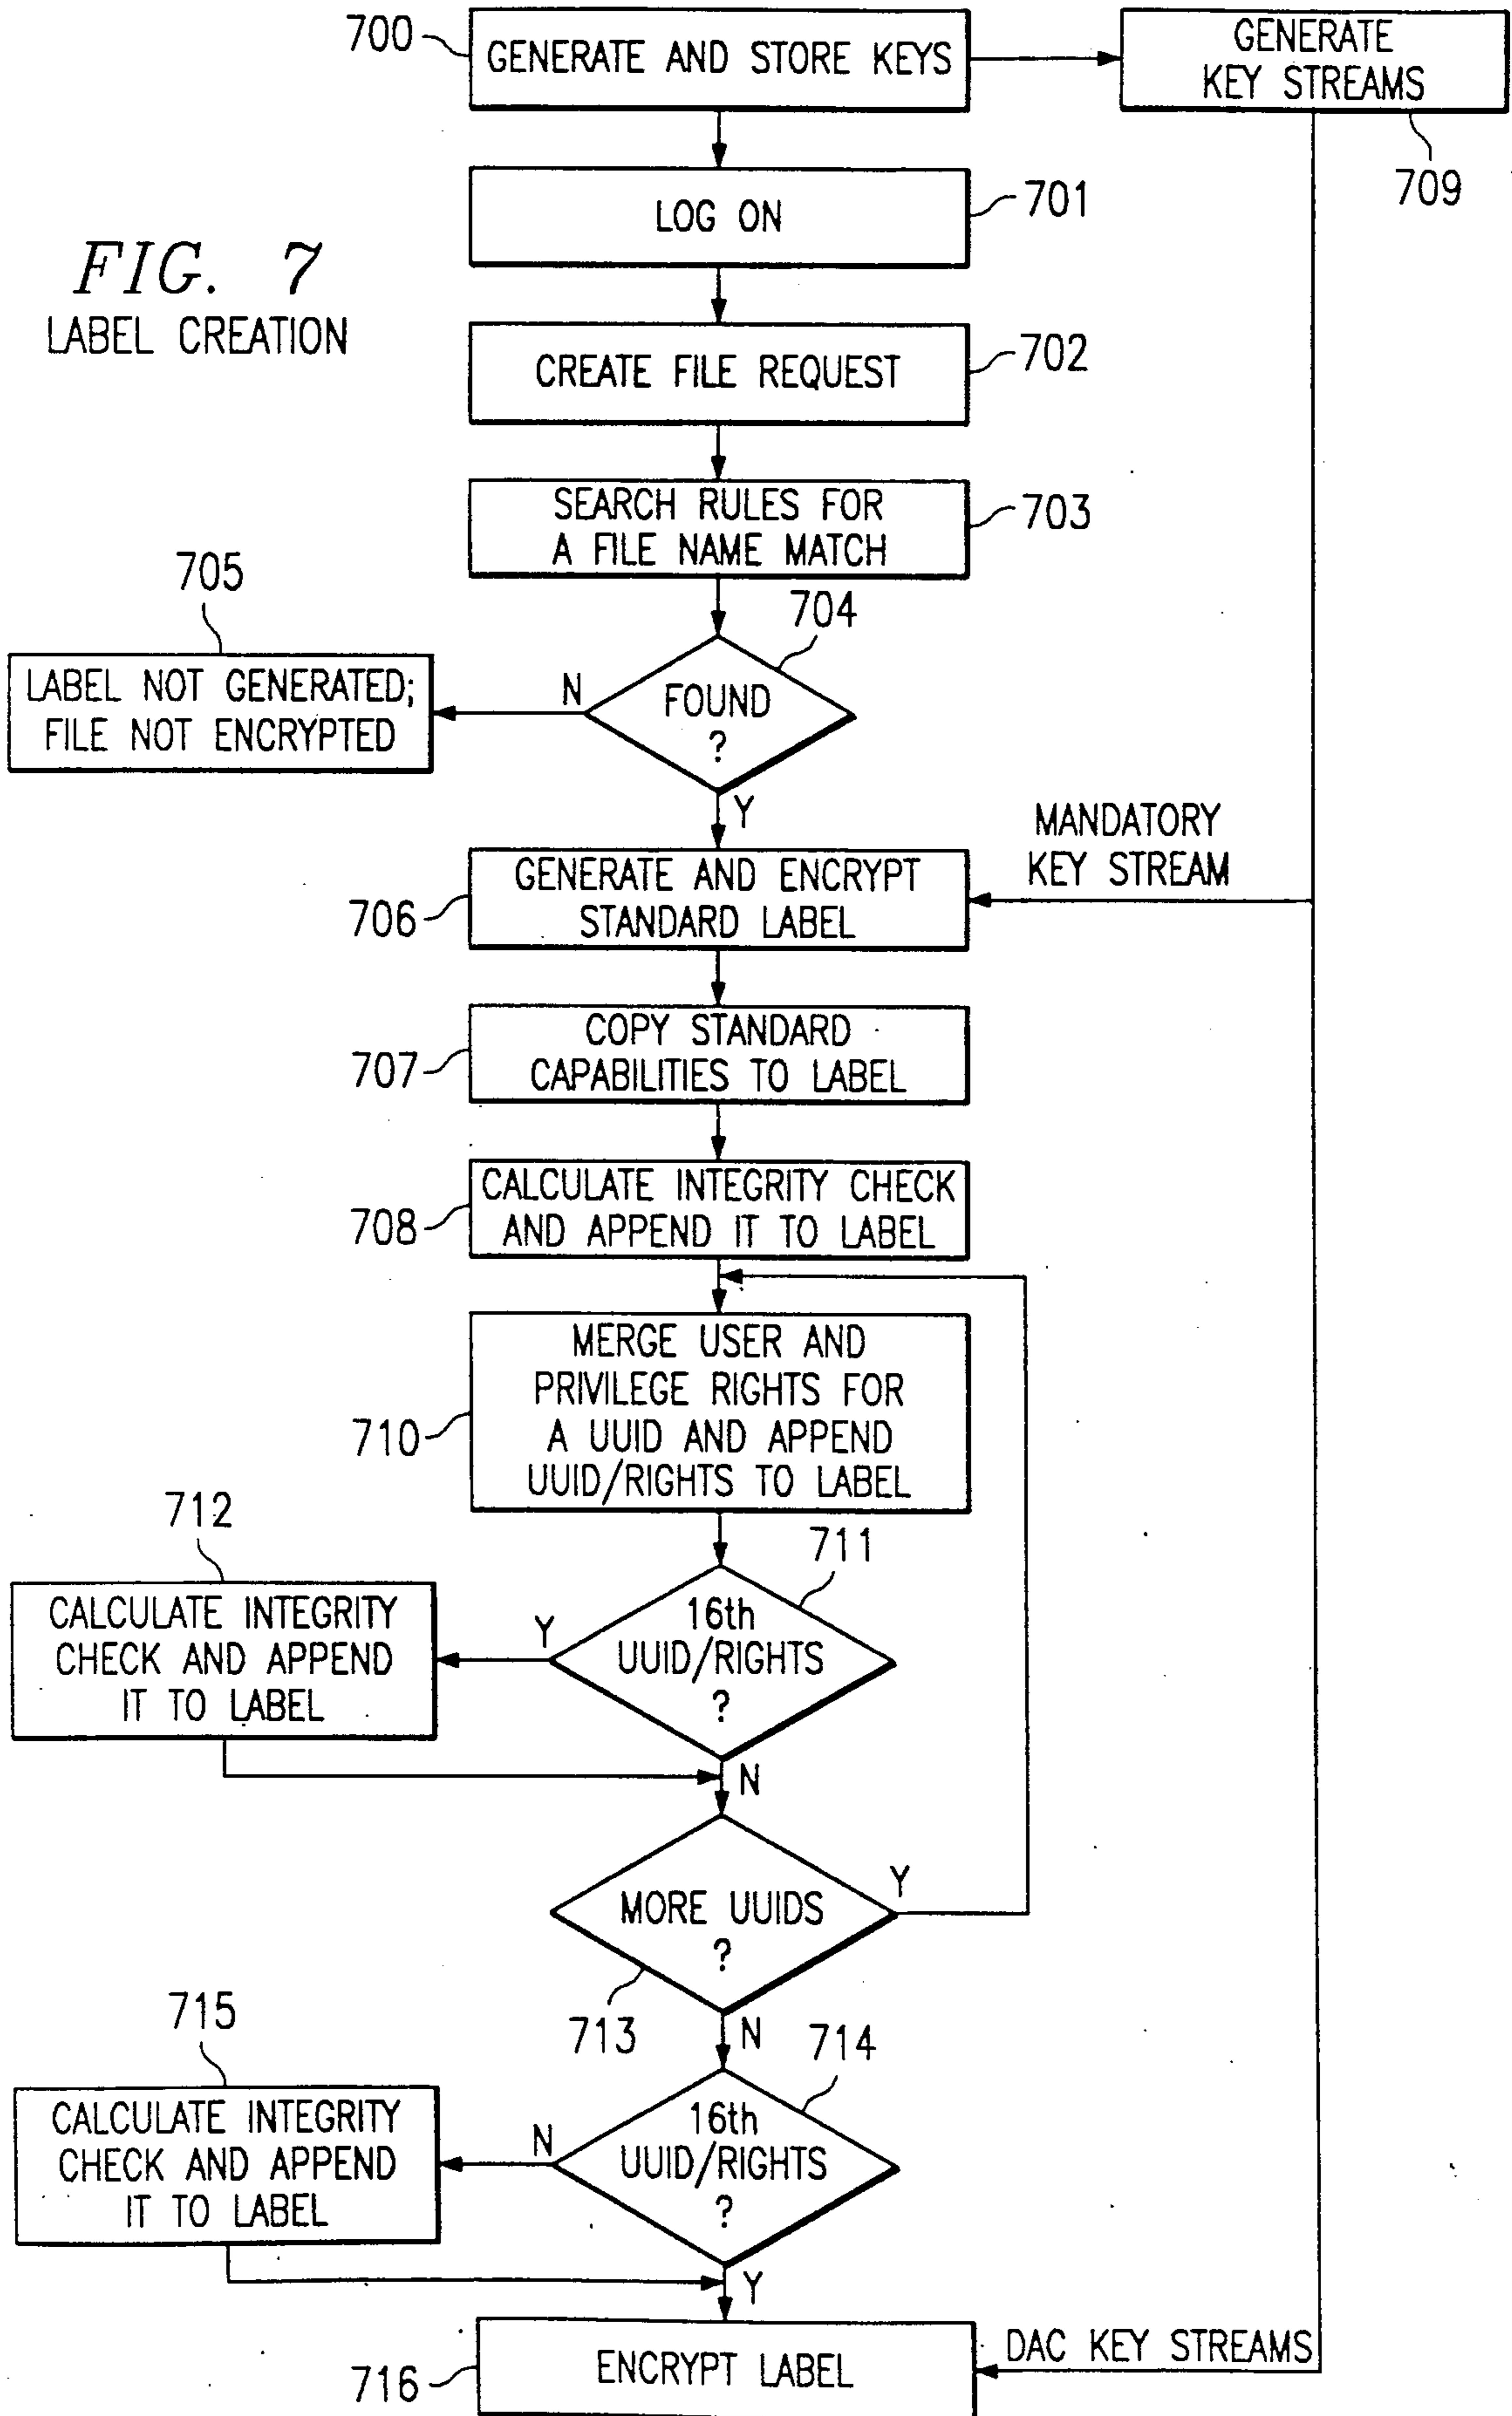 700
GENERATE AND STORE KEYS
GENERATE
KEY STREAMS
709
LOG ON
701
FIG. 7
LABEL CREATION
CREATE FILE REQUEST
702
SEARCH RULES FOR
A FILE NAME MATCH
703
704
705
LABEL NOT GENERATED;
FILE NOT ENCRYPTED
N
FOUND
?
Y
MANDATORY
KEY STREAM
GENERATE AND ENCRYPT
STANDARD LABEL
706
COPY STANDARD
CAPABILITIES TO LABEL
707
CALCULATE INTEGRITY CHECK
AND APPEND IT TO LABEL
708
MERGE USER AND
PRIVILEGE RIGHTS FOR
A UUID AND APPEND
UUID/RIGHTS TO LABEL
710
711
712
CALCULATE INTEGRITY
CHECK AND APPEND
IT TO LABEL
Y
16th
UUID/RIGHTS
?
N
MORE UUIDS
?
Y
713
N
714
715
CALCULATE INTEGRITY
CHECK AND APPEND
IT TO LABEL
N
16th
UUID/RIGHTS
?
Y
ENCRYPT LABEL
716
DAC KEY STREAMS